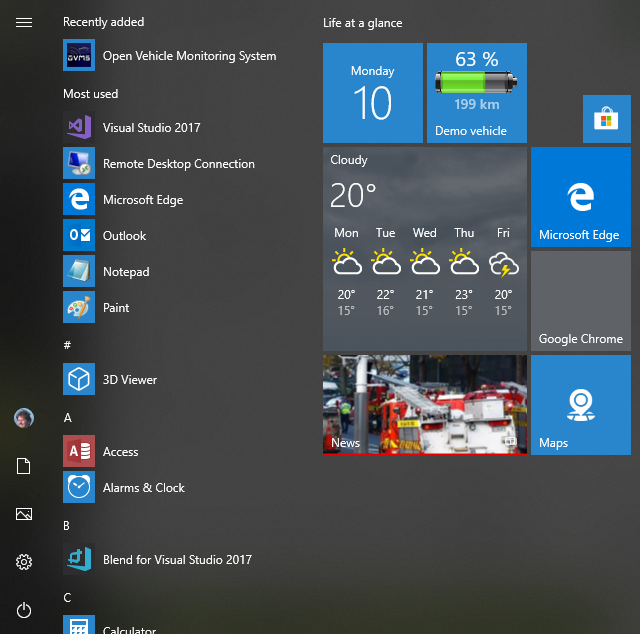 Recently added
OVMS
Open Vehicle Monitoring System
Most used
Visual Studio 2017
Remote Desktop Connection
Microsoft Edge
Outlook
Notepad
Paint
#
3D Viewer
A
Access
Alarms & Clock
B
Blend for Visual Studio 2017
C
Calculator
Life at a glance
Monday
10
63 %
199 km
Demo vehicle
Cloudy
20°
Mon Tue Wed Thu Fri
20° 22° 21° 23° 20°
15° 16° 15° 15° 15°
Microsoft Edge
Google Chrome
News
Maps